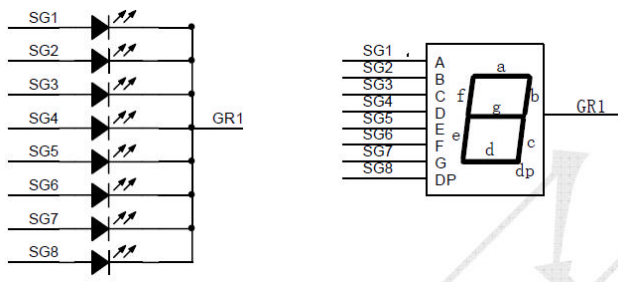 SG1
SG2
SG3
SG4
GR1
SG5
SG6
SG7
SG8
SG1
SG2
SG3
SG4
SG5
SG6
SG7
SG8
A
B
C
D
E
F
G
DP
a
f
b
g
e
c
d
dp
GR1